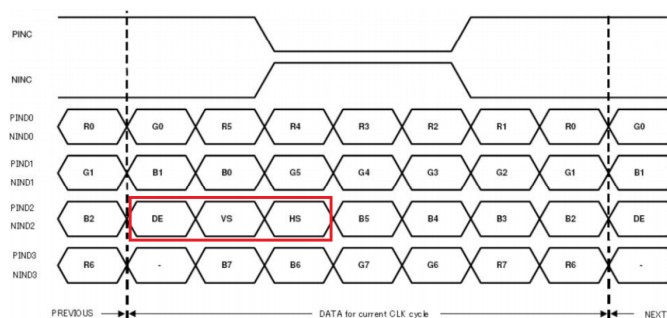 PINC
NINC
PIND0
NIND0
R0 G0 R5 R4 R3 R2 R1 R0 G0
PIND1
NIND1
G1 B1 B0 G5 G4 G3 G2 G1 B1
PIND2
NIND2
B2 DE VS HS B5 B4 B3 B2 DE
PIND3
NIND3
R6 - B7 B6 G7 G6 R7 R6 -
PREVIOUS DATA for current CLK cycle NEXT